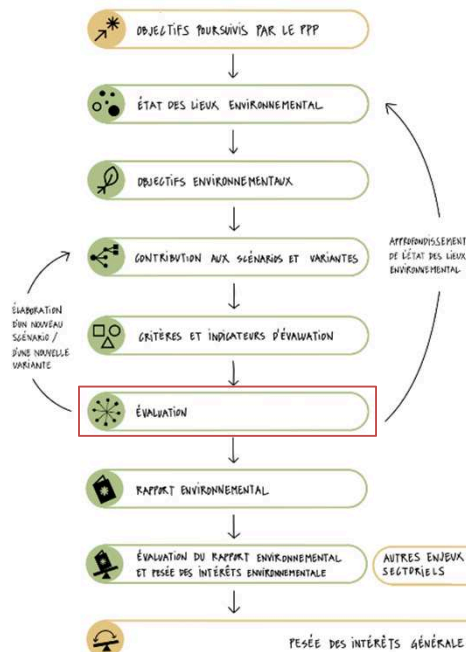 OBJECTIFS POURSUIVIS PAR LE PPP
ÉTAT DES LIEUX ENVIRONNEMENTAL
OBJECTIFS ENVIRONNEMENTAUX
APPROFONDISSEMENT
DE L'ÉTAT DES LIEUX
ENVIRONNEMENTAL
CONTRIBUTION AUX SCÉNARIOS ET VARIANTES
ÉLABORATION
D'UN NOUVEAU
SCÉNARIO /
D'UNE NOUVELLE
VARIANTE
CRITÈRES ET INDICATEURS D'ÉVALUATION
ÉVALUATION
RAPPORT ENVIRONNEMENTAL
ÉVALUATION DU RAPPORT ENVIRONNEMENTAL
ET PESÉE DES INTÉRÊTS ENVIRONNEMENTALE
AUTRES ENJEUX
SECTORIELS
PESÉE DES INTÉRÊTS GÉNÉRALE